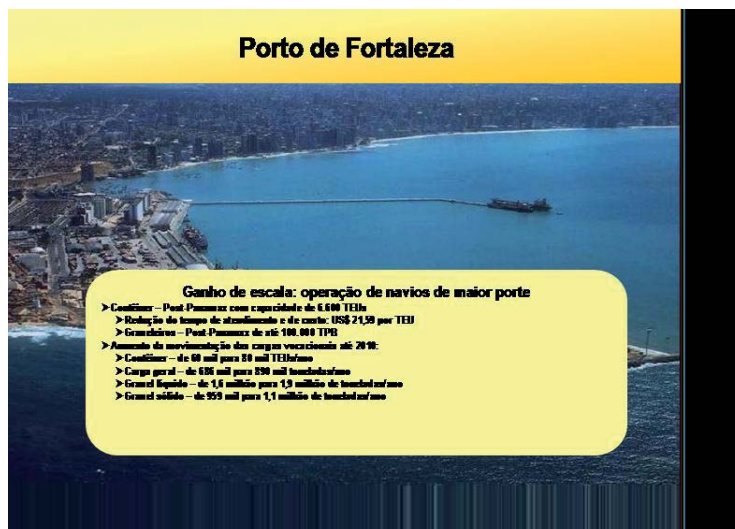 Porto de Fortaleza
Ganho de escala: operação de navios de maior porte
➤Contêiner – Post-Panamax com capacidade de 6.600 TEUs
➤Redução do tempo de atendimento e de custo: US$ 21,59 por TEU
➤Graneleiros – Post-Panamax de até 100.000 TPB
➤Aumento da movimentação das cargas vocacionais até 2010:
➤Contêiner – de 60 mil para 80 mil TEUs/ano
➤Carga geral – de 686 mil para 890 mil toneladas/ano
➤Granel líquido – de 1,6 milhão para 1,9 milhão de toneladas/ano
➤Granel sólido – de 959 mil para 1,1 milhão de toneladas/ano